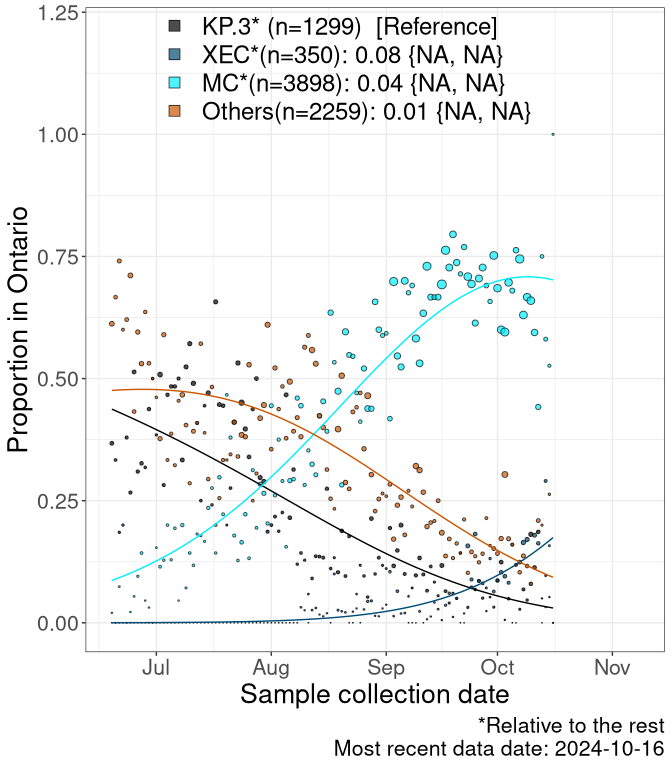 KP.3* (n=1299)  [Reference]
XEC*(n=350): 0.08 {NA, NA}
MC*(n=3898): 0.04 {NA, NA}
Others(n=2259): 0.01 {NA, NA}
1.25
1.00
0.75
0.50
0.25
0.00
Proportion in Ontario
Jul Aug Sep Oct Nov
Sample collection date
*Relative to the rest
Most recent data date: 2024-10-16